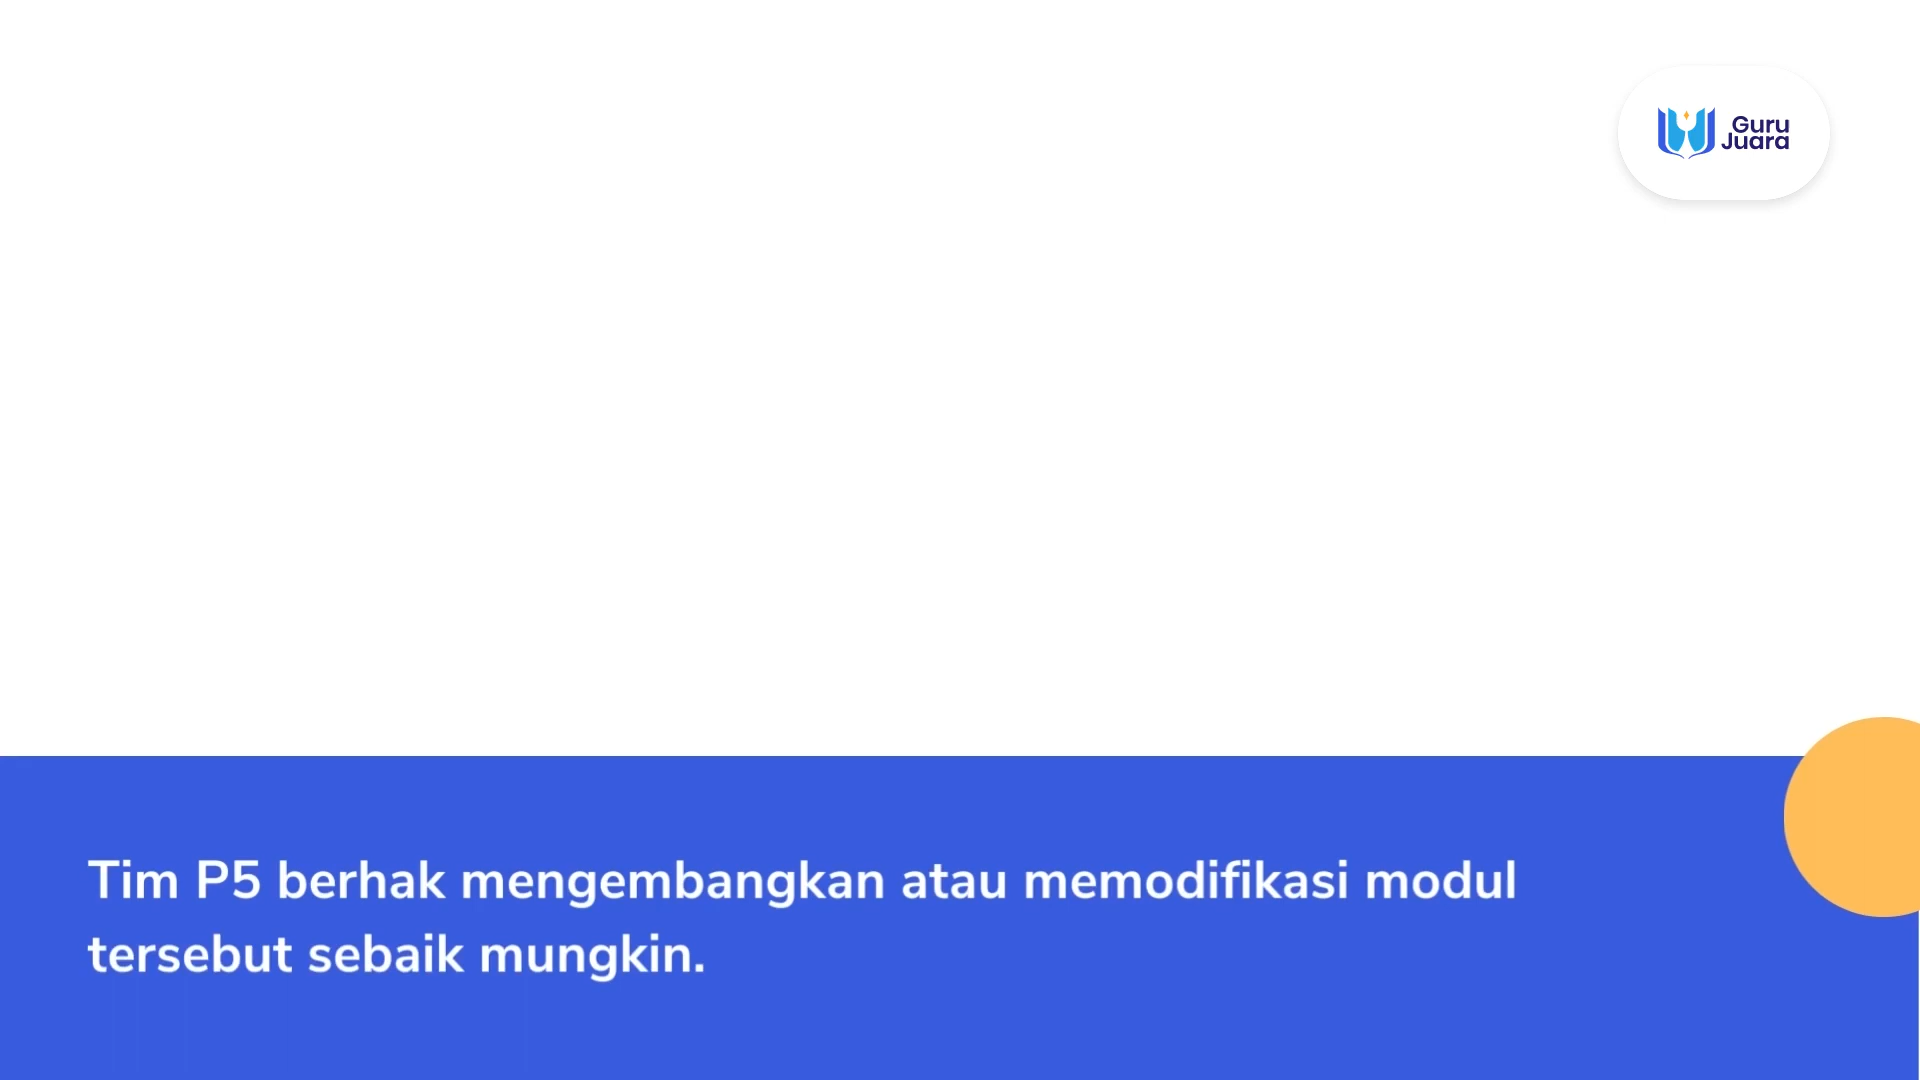 Guru
Juara
Tim P5 berhak mengembangkan atau memodifikasi modul
tersebut sebaik mungkin.